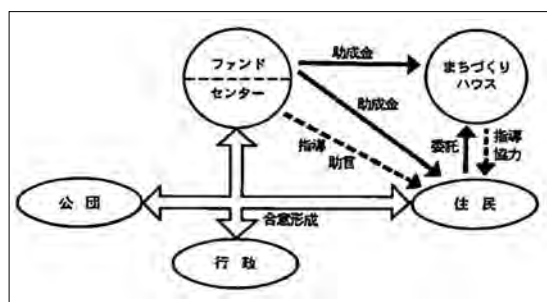 ファンド
センター
助成金
まちづくり
ハウス
助成金
指導
助言
委託
指導
協力
公団
住民
合意形成
行政